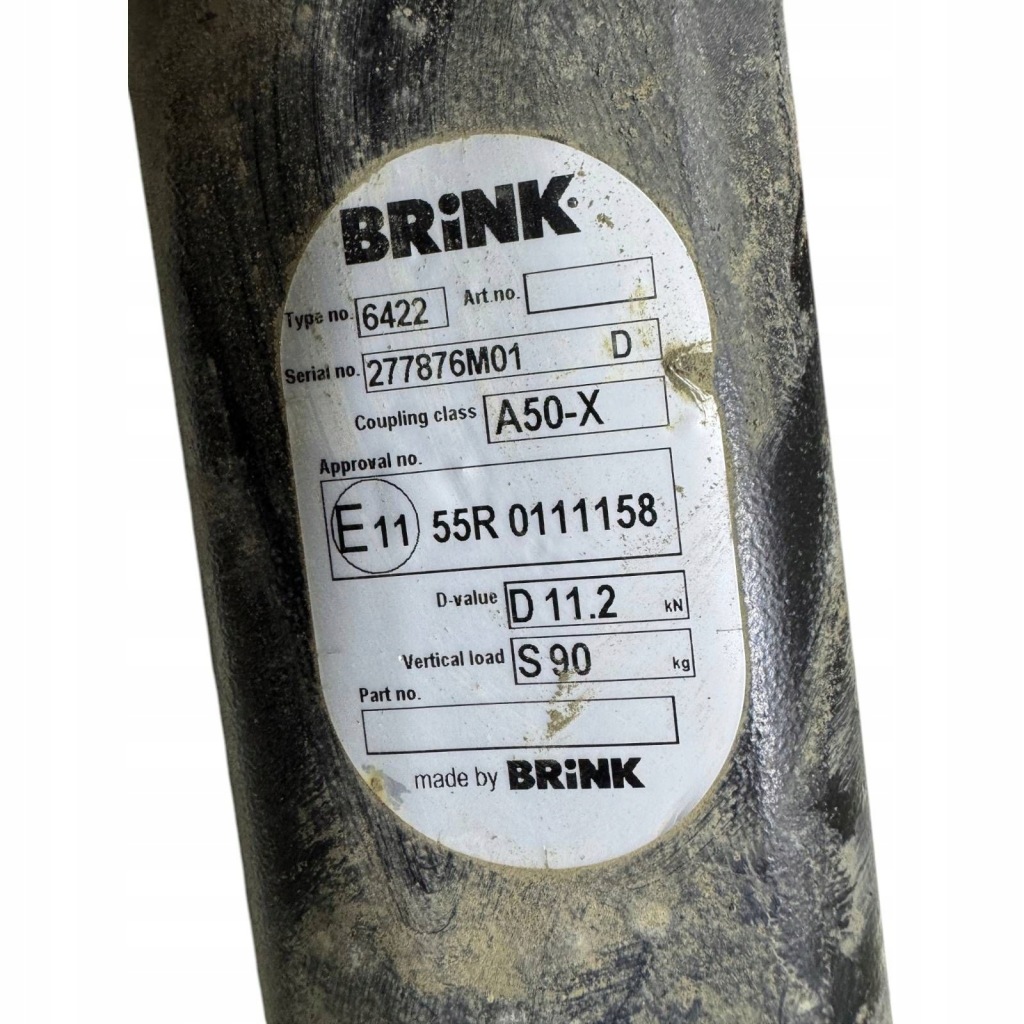 BRiNK
Type no. 6422 Art.no.
Serial no. 277876M01 D
Coupling class A50-X
Approval no.
E11 55R 0111158
D-value D 11.2 kN
Vertical load S 90 kg
Part no.
made by BRiNK